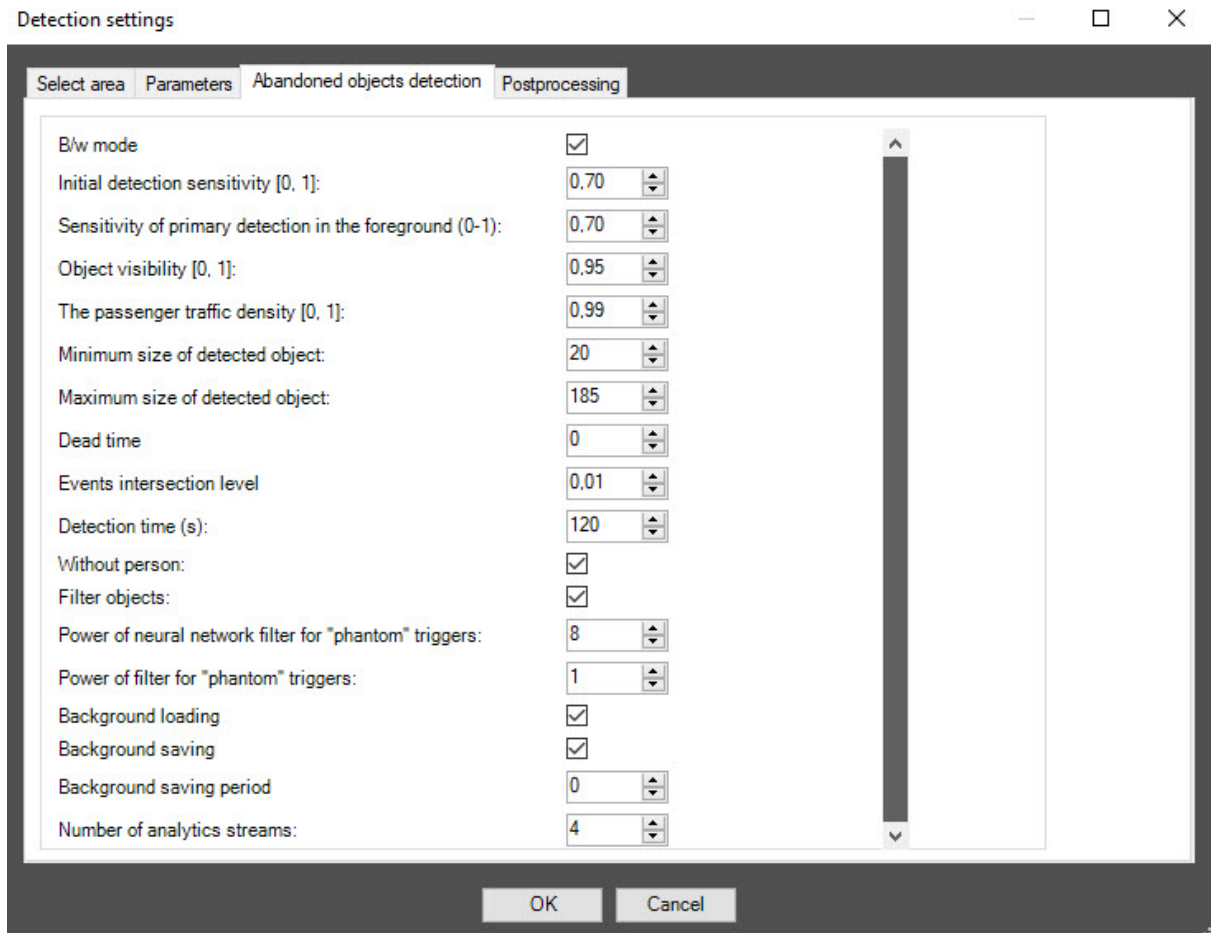 Detection settings
Select area Parameters Abandoned objects detection Postprocessing
B/w mode
Initial detection sensitivity [0, 1]: 0,70
Sensitivity of primary detection in the foreground (0-1): 0,70
Object visibility [0, 1]: 0,95
The passenger traffic density [0, 1]: 0,99
Minimum size of detected object: 20
Maximum size of detected object: 185
Dead time 0
Events intersection level 0,01
Detection time (s): 120
Without person:
Filter objects:
Power of neural network filter for "phantom" triggers: 8
Power of filter for "phantom" triggers: 1
Background loading
Background saving
Background saving period 0
Number of analytics streams: 4
OK Cancel